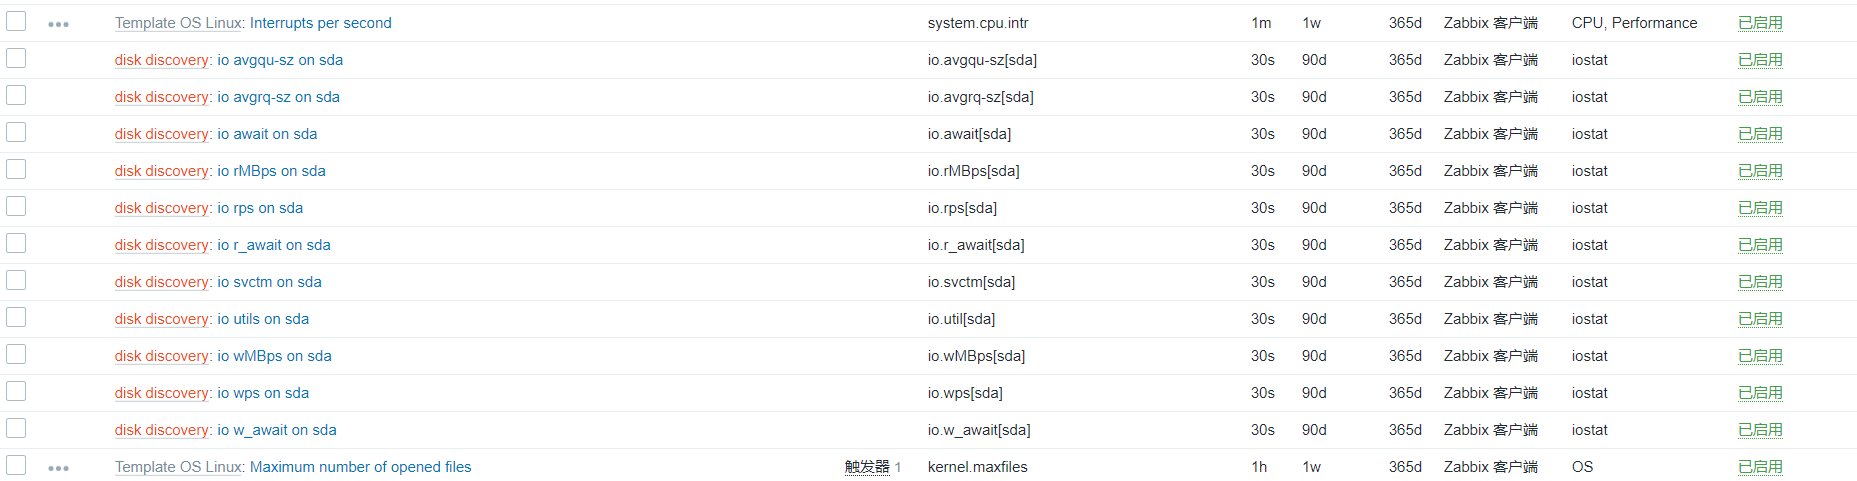 Template OS Linux: Interrupts per second system.cpu.intr 1m 1w 365d Zabbix 客户端 CPU, Performance 已启用
disk discovery: io avgqu-sz on sda io.avgqu-sz[sda] 30s 90d 365d Zabbix 客户端 iostat 已启用
disk discovery: io avgrq-sz on sda io.avgrq-sz[sda] 30s 90d 365d Zabbix 客户端 iostat 已启用
disk discovery: io await on sda io.await[sda] 30s 90d 365d Zabbix 客户端 iostat 已启用
disk discovery: io rMBps on sda io.rMBps[sda] 30s 90d 365d Zabbix 客户端 iostat 已启用
disk discovery: io rps on sda io.rps[sda] 30s 90d 365d Zabbix 客户端 iostat 已启用
disk discovery: io r_await on sda io.r_await[sda] 30s 90d 365d Zabbix 客户端 iostat 已启用
disk discovery: io svctm on sda io.svctm[sda] 30s 90d 365d Zabbix 客户端 iostat 已启用
disk discovery: io utils on sda io.util[sda] 30s 90d 365d Zabbix 客户端 iostat 已启用
disk discovery: io wMBps on sda io.wMBps[sda] 30s 90d 365d Zabbix 客户端 iostat 已启用
disk discovery: io wps on sda io.wps[sda] 30s 90d 365d Zabbix 客户端 iostat 已启用
disk discovery: io w_await on sda io.w_await[sda] 30s 90d 365d Zabbix 客户端 iostat 已启用
Template OS Linux: Maximum number of opened files 触发器 1 kernel.maxfiles 1h 1w 365d Zabbix 客户端 OS 已启用